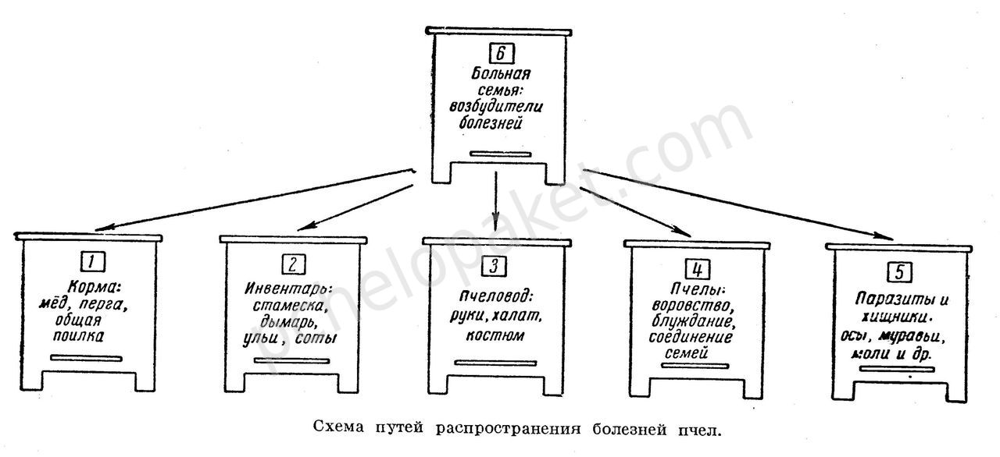 6
Больная
семья:
возбудители
болезней
1
Корма:
мёд, перга,
общая
поилка
2
Инвентарь:
стамеска,
дымарь,
ульи, соты
3
Пчеловод:
руки, халат,
костюм
4
Пчелы:
воровство,
блуждание,
соединение
семей
5
Паразиты и
хищники.
осы, муравьи,
моли и др.
Схема путей распространения болезней пчел.
pchelopaket.com